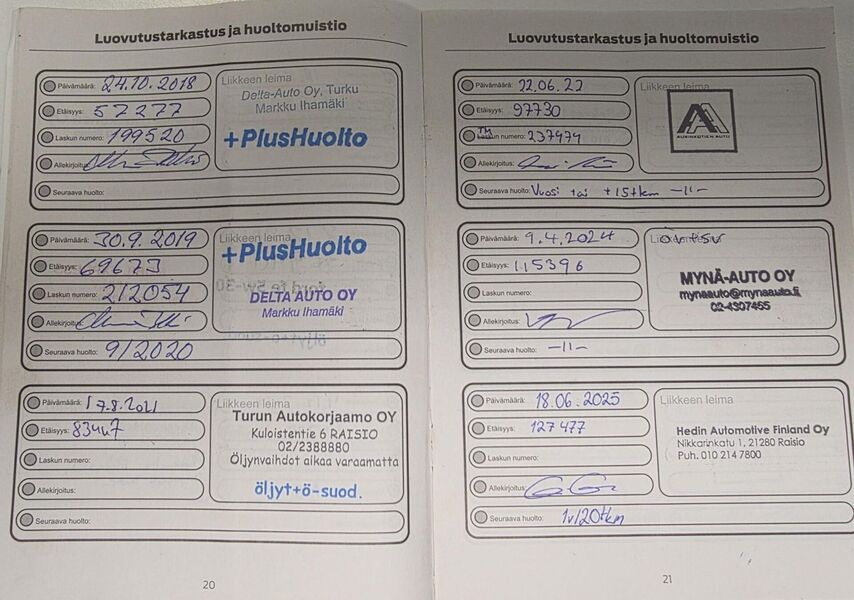 Luovutustarkastus ja huoltomuistio
Päivämäärä: 24.10.2018
Etäisyys: 57277
Laskun numero: 199520
Allekirjoitus:
Seuraava huolto:
Liikkeen leima
Delta-Auto Oy, Turku
Markku Ihamäki
+PlusHuolto
Päivämäärä: 30.9.2019
Etäisyys: 69673
Laskun numero: 212054
Allekirjoitus:
Seuraava huolto: 9/2020
Liikkeen leima
+PlusHuolto
DELTA AUTO OY
Markku Ihamäki
Päivämäärä: 17.8.2021
Etäisyys: 83447
Laskun numero:
Allekirjoitus:
Seuraava huolto:
Liikkeen leima
Turun Autokorjaamo OY
Kuloistentie 6 RAISIO
02/2388880
Öljynvaihdot aikaa varaamatta
öljyt+ö-suod.
20
Luovutustarkastus ja huoltomuistio
Päivämäärä: 22.06.22
Etäisyys: 97730
TM
Laskun numero: 237979
Allekirjoitus:
Seuraava huolto: Vuosi tai +15tkm -11-
Liikkeen leima
AURINKOTIEN AUTO
Päivämäärä: 9.4.2024
Etäisyys: 115396
Laskun numero:
Allekirjoitus:
Seuraava huolto: -11-
MYNÄ-AUTO OY
mynaauto@mynaauto.fi
02-4307455
Päivämäärä: 18.06.2025
Etäisyys: 127477
Laskun numero:
Allekirjoitus:
Seuraava huolto: 1v/20tkm
Liikkeen leima
Hedin Automotive Finland Oy
Nikkarinkatu 1, 21280 Raisio
Puh. 010 214 7800
21